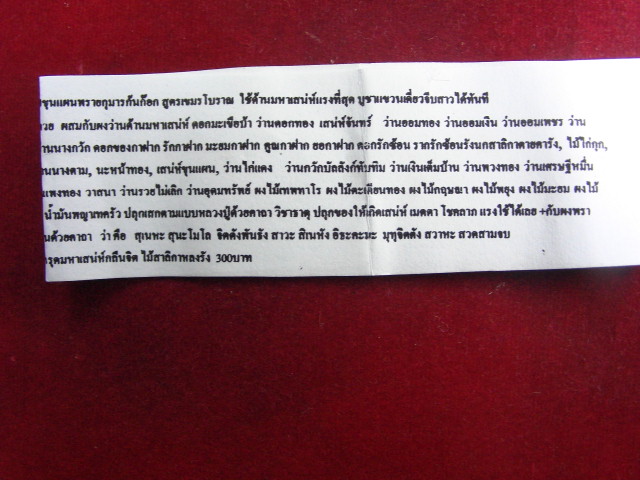 ขุนแผนพรายกุมารก้นก๊อก สูตรเขมรโบราณ ใช้ด้านมหาเสน่ห์แรงที่สุด บูชาแขวนเดี่ยวจีบสาวได้ทันที
วย ผสมกับผงว่านด้านมหาเสน่ห์ ดอกมะเขือบ้า ว่านดอกทอง เสน่ห์จันทร์ ว่านออมทอง ว่านออมเงิน ว่านออมเพชร ว่าน
านนางกวัก ดอกของกาฝาก รักกาฝาก มะยมกาฝาก คูณกาฝาก ยอกาฝาก ดอกรักซ้อน รากรักซ้อนรังนกสาลิกาตายคารัง, ไม้ไก่กุก,
นนางตาม, นะหน้าทอง, เสน่ห์ขุนแผน, ว่านไก่แดง ว่านกวักบัลลังก์ทับทิม ว่านเงินเต็มบ้าน ว่านพวงทอง ว่านเศรษฐีหมื่น
แพงทอง วาสนา ว่านรวยไม่เลิก ว่านอุดมทรัพย์ ผงไม้เทพทาโร ผงไม้ตะเคียนทอง ผงไม้กฤษณา ผงไม้พลุง ผงไม้มะยม ผงไม้
น้ำมันพญาเทครัว ปลุกเสกตามแบบหลวงปู่ด้วยคาถา วิชาธาตุ ปลุกของให้เกิดเสน่ห์ เมตตา โชคลาภ แรงใช้ได้เลย +กับผงพรา
นด้วยคาถา ว่า คือ สุเนหะ สุนะโมโล จิตตังพันธัง สาวะ สิเนหัง อิธะคะมะ มุทุจิตตัง สวาหะ สวดสามจบ
รุดมหาเสน่ห์กลืนจิต ไม้สาลิกาหลงรัง 300บาท